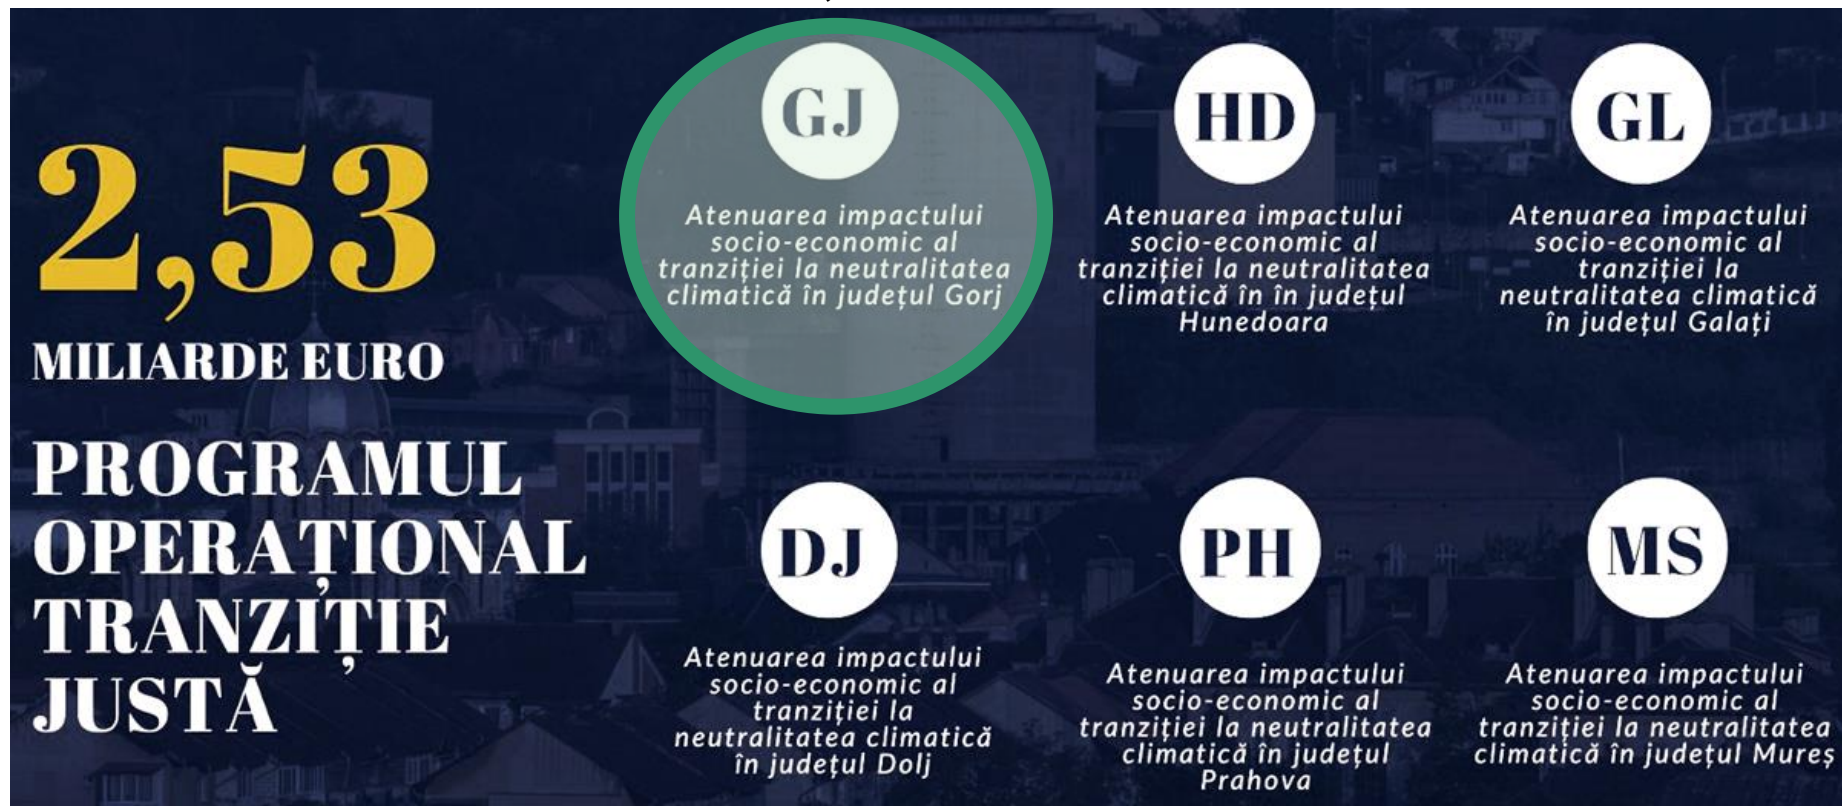 2,53
MILIARDE EURO
PROGRAMUL
OPERAȚIONAL
TRANZIȚIE
JUSTĂ
GJ
Atenuarea impactului
socio-economic al
tranziției la neutralitatea
climatică în județul Gorj
HD
Atenuarea impactului
socio-economic al
tranziției la neutralitatea
climatică în în județul
Hunedoara
GL
Atenuarea impactului
socio-economic al
tranziției la
neutralitatea climatică
în județul Galați
DJ
Atenuarea impactului
socio-economic al
tranziției la
neutralitatea climatică
în județul Dolj
PH
Atenuarea impactului
socio-economic al
tranziției la neutralitatea
climatică în județul
Prahova
MS
Atenuarea impactului
socio-economic al
tranziției la neutralitatea
climatică în județul Mureș